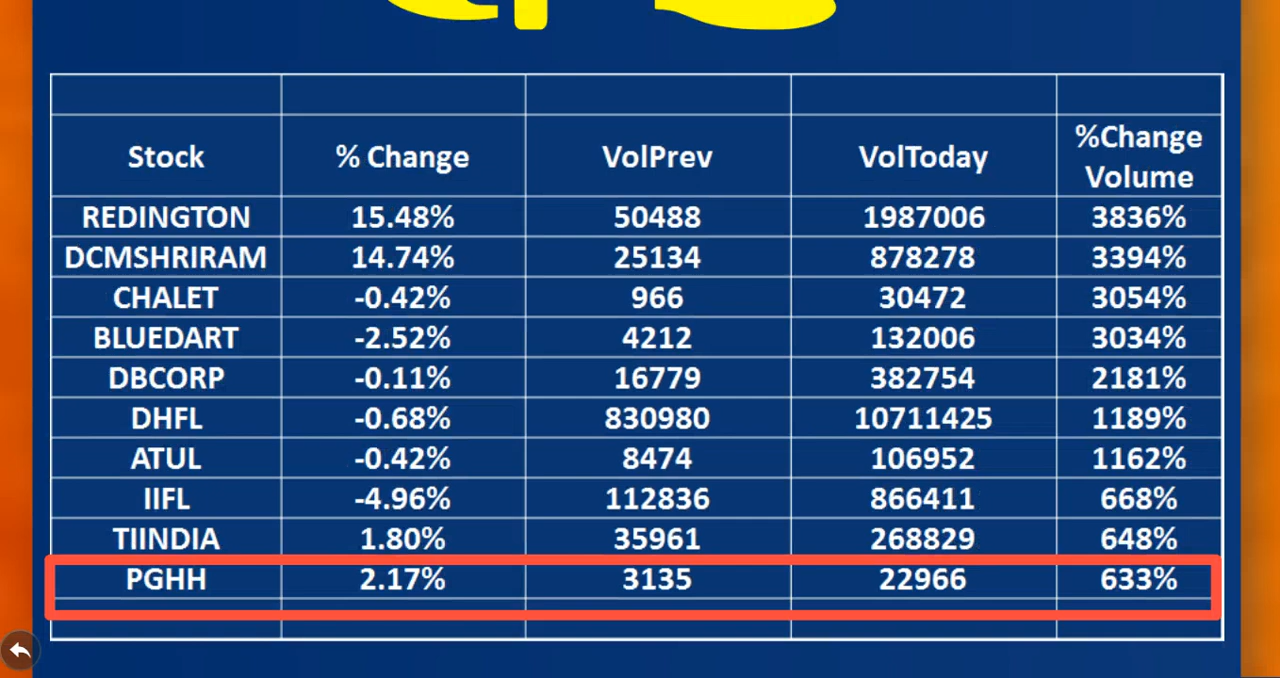 Stock % Change VolPrev VolToday %Change Volume
REDINGTON 15.48% 50488 1987006 3836%
DCMSHRIRAM 14.74% 25134 878278 3394%
CHALET -0.42% 966 30472 3054%
BLUEDART -2.52% 4212 132006 3034%
DBCORP -0.11% 16779 382754 2181%
DHFL -0.68% 830980 10711425 1189%
ATUL -0.42% 8474 106952 1162%
IIFL -4.96% 112836 866411 668%
TIINDIA 1.80% 35961 268829 648%
PGHH 2.17% 3135 22966 633%